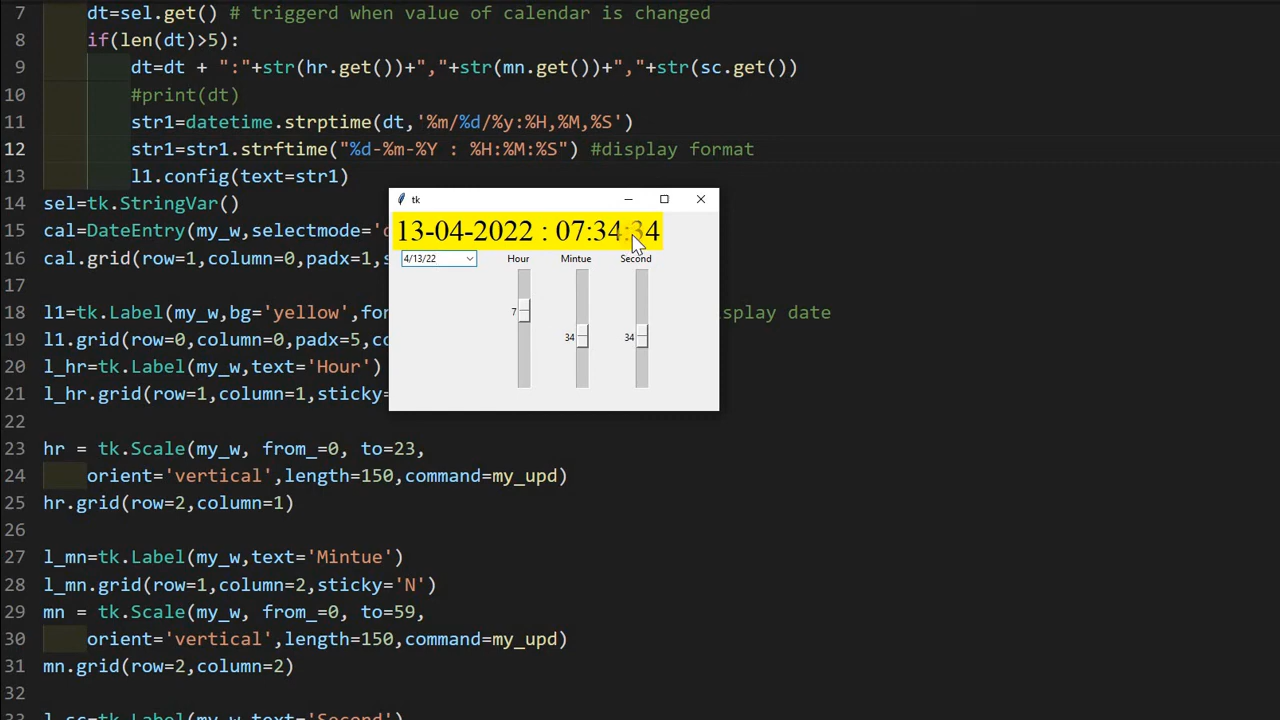 7 dt=sel.get() # triggerd when value of calendar is changed
8 if(len(dt)>5):
9 dt=dt + ":"+str(hr.get())+","+str(mn.get())+","+str(sc.get())
10 #print(dt)
11 str1=datetime.strptime(dt,'%m/%d/%y:%H,%M,%S')
12 str1=str1.strftime("%d-%m-%Y : %H:%M:%S") #display format
13 l1.config(text=str1)
14 sel=tk.StringVar()
15 cal=DateEntry(my_w,selectmode='
16 cal.grid(row=1,column=0,padx=1,
17
18 l1=tk.Label(my_w,bg='yellow',fon display date
19 l1.grid(row=0,column=0,padx=5,co
20 l_hr=tk.Label(my_w,text='Hour')
21 l_hr.grid(row=1,column=1,sticky=
22
23 hr = tk.Scale(my_w, from_=0, to=23,
24 orient='vertical',length=150,command=my_upd)
25 hr.grid(row=2,column=1)
26
27 l_mn=tk.Label(my_w,text='Mintue')
28 l_mn.grid(row=1,column=2,sticky='N')
29 mn = tk.Scale(my_w, from_=0, to=59,
30 orient='vertical',length=150,command=my_upd)
31 mn.grid(row=2,column=2)
32
33 l_sc=tk.Label(my_w,text='Second')
tk
13-04-2022 : 07:34:34
4/13/22 Hour Mintue Second
7
34 34